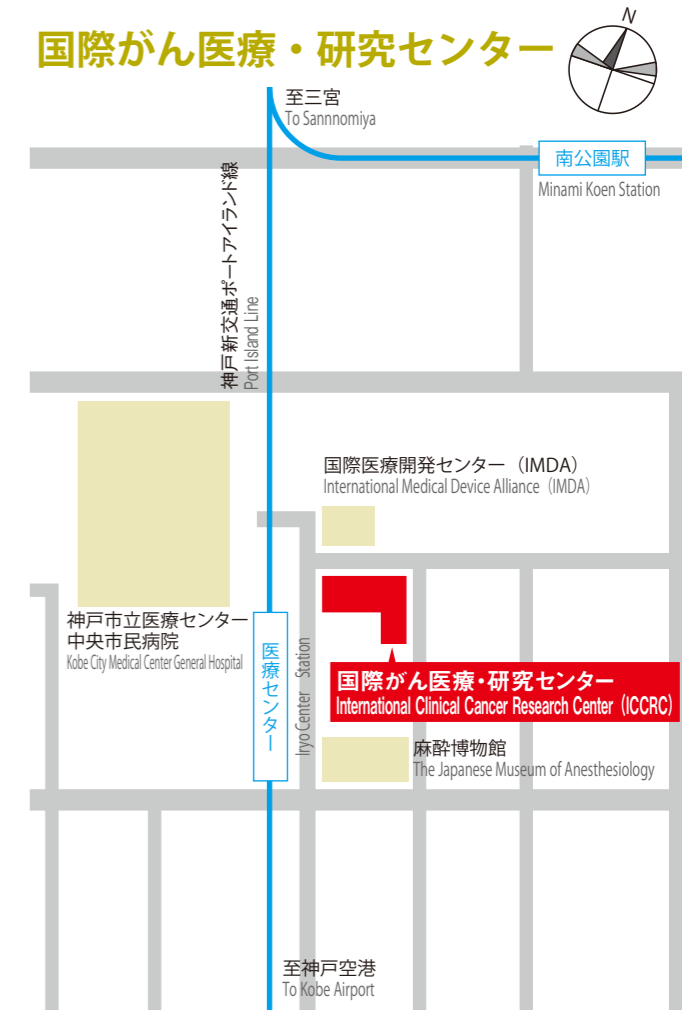 国際がん医療・研究センター
N
至三宮
To Sannnomiya
南公園駅
Minami Koen Station
神戸新交通ポートアイランド線
Port Island Line
国際医療開発センター（IMDA）
International Medical Device Alliance（IMDA）
神戸市立医療センター
中央市民病院
Kobe City Medical Center General Hospital
医療センター
Iryo Center Station
国際がん医療・研究センター
International Clinical Cancer Research Center（ICCRC）
麻酔博物館
The Japanese Museum of Anesthesiology
至神戸空港
To Kobe Airport